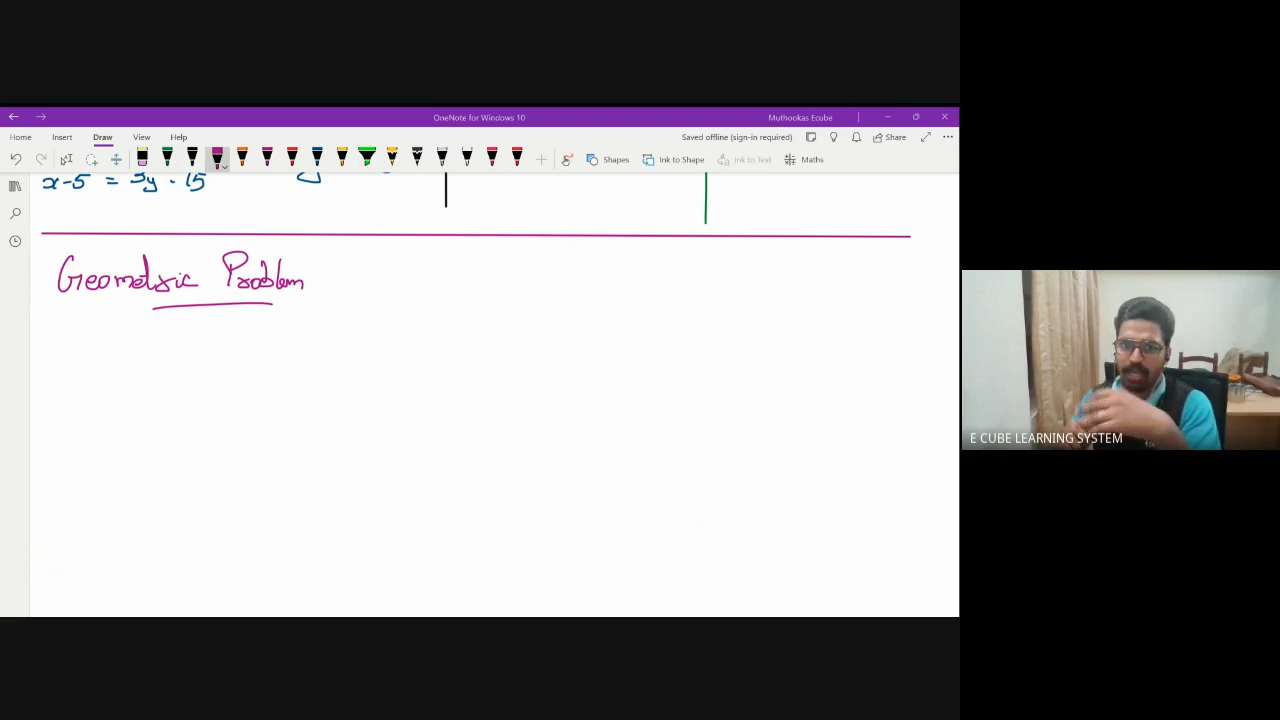 OneNote for Windows 10
Muthookas Ecube
Home Insert Draw View Help
Saved offline (sign-in required)
Share
Shapes
Ink to Shape
Ink to Text
Maths
x-5 = 3y - 15
Geometric Problem
E CUBE LEARNING SYSTEM